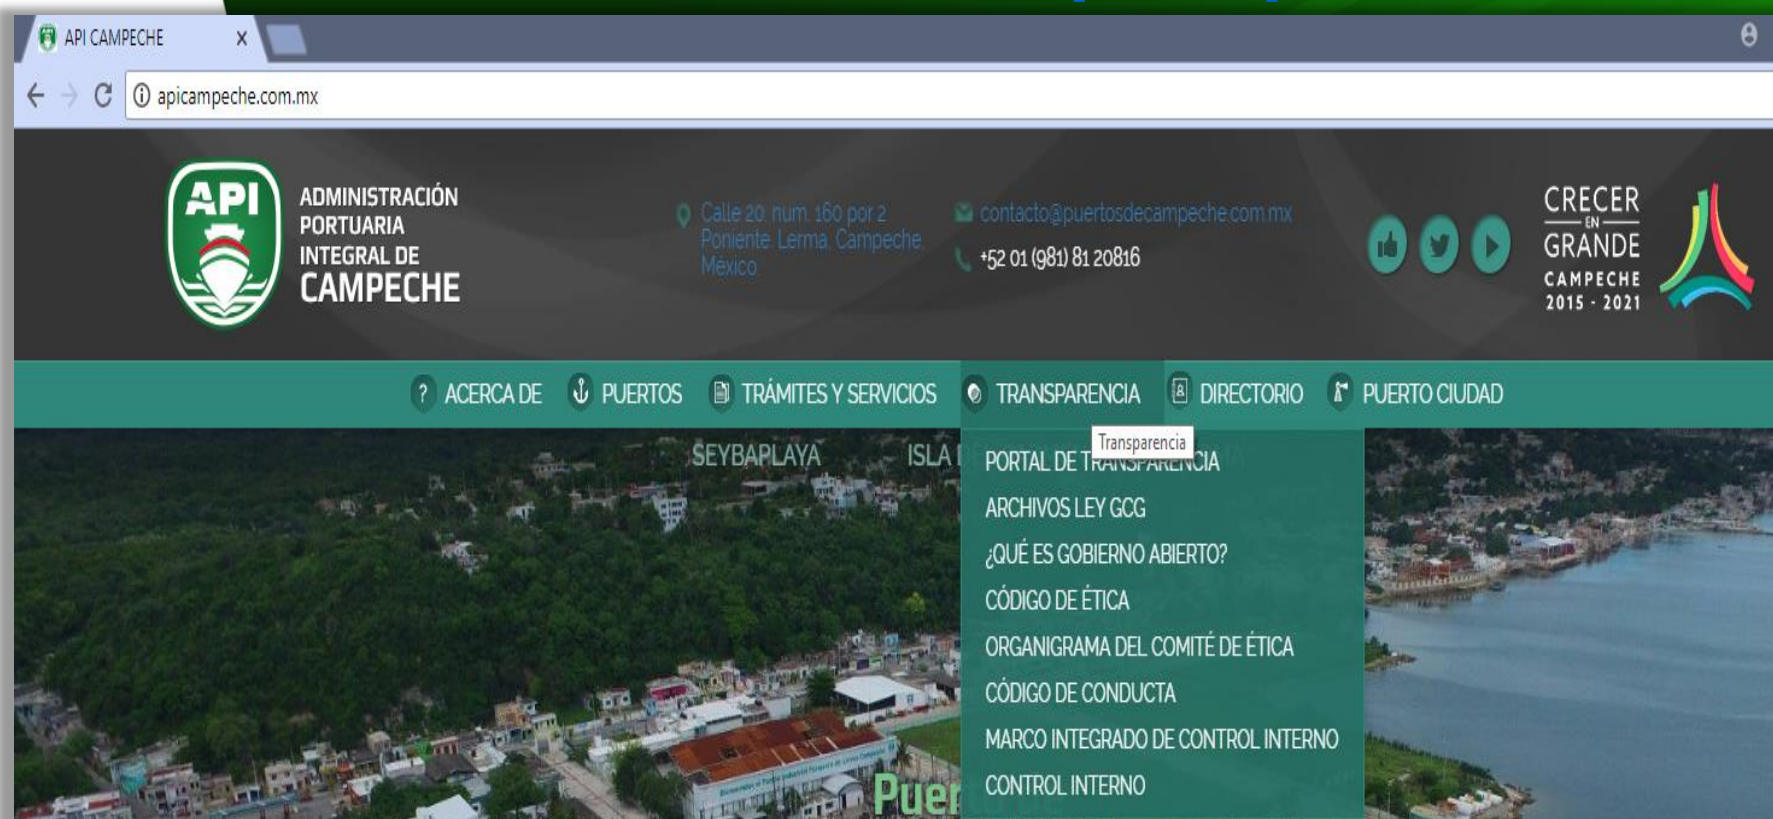 API CAMPECHE
apicampeche.com.mx
API
ADMINISTRACIÓN
PORTUARIA
INTEGRAL DE
CAMPECHE
Calle 20. num. 160 por 2
Poniente. Lerma, Campeche,
México.
contacto@puertosdecampeche.com.mx
+52 01 (981) 81 20816
CRECER
EN
GRANDE
CAMPECHE
2015 - 2021
? ACERCA DE
PUERTOS
TRÁMITES Y SERVICIOS
TRANSPARENCIA
DIRECTORIO
PUERTO CIUDAD
Transparencia
SEYBAPLAYA
ISLA
PORTAL DE TRANSPARENCIA
ARCHIVOS LEY GCG
¿QUÉ ES GOBIERNO ABIERTO?
CÓDIGO DE ÉTICA
ORGANIGRAMA DEL COMITÉ DE ÉTICA
CÓDIGO DE CONDUCTA
MARCO INTEGRADO DE CONTROL INTERNO
CONTROL INTERNO